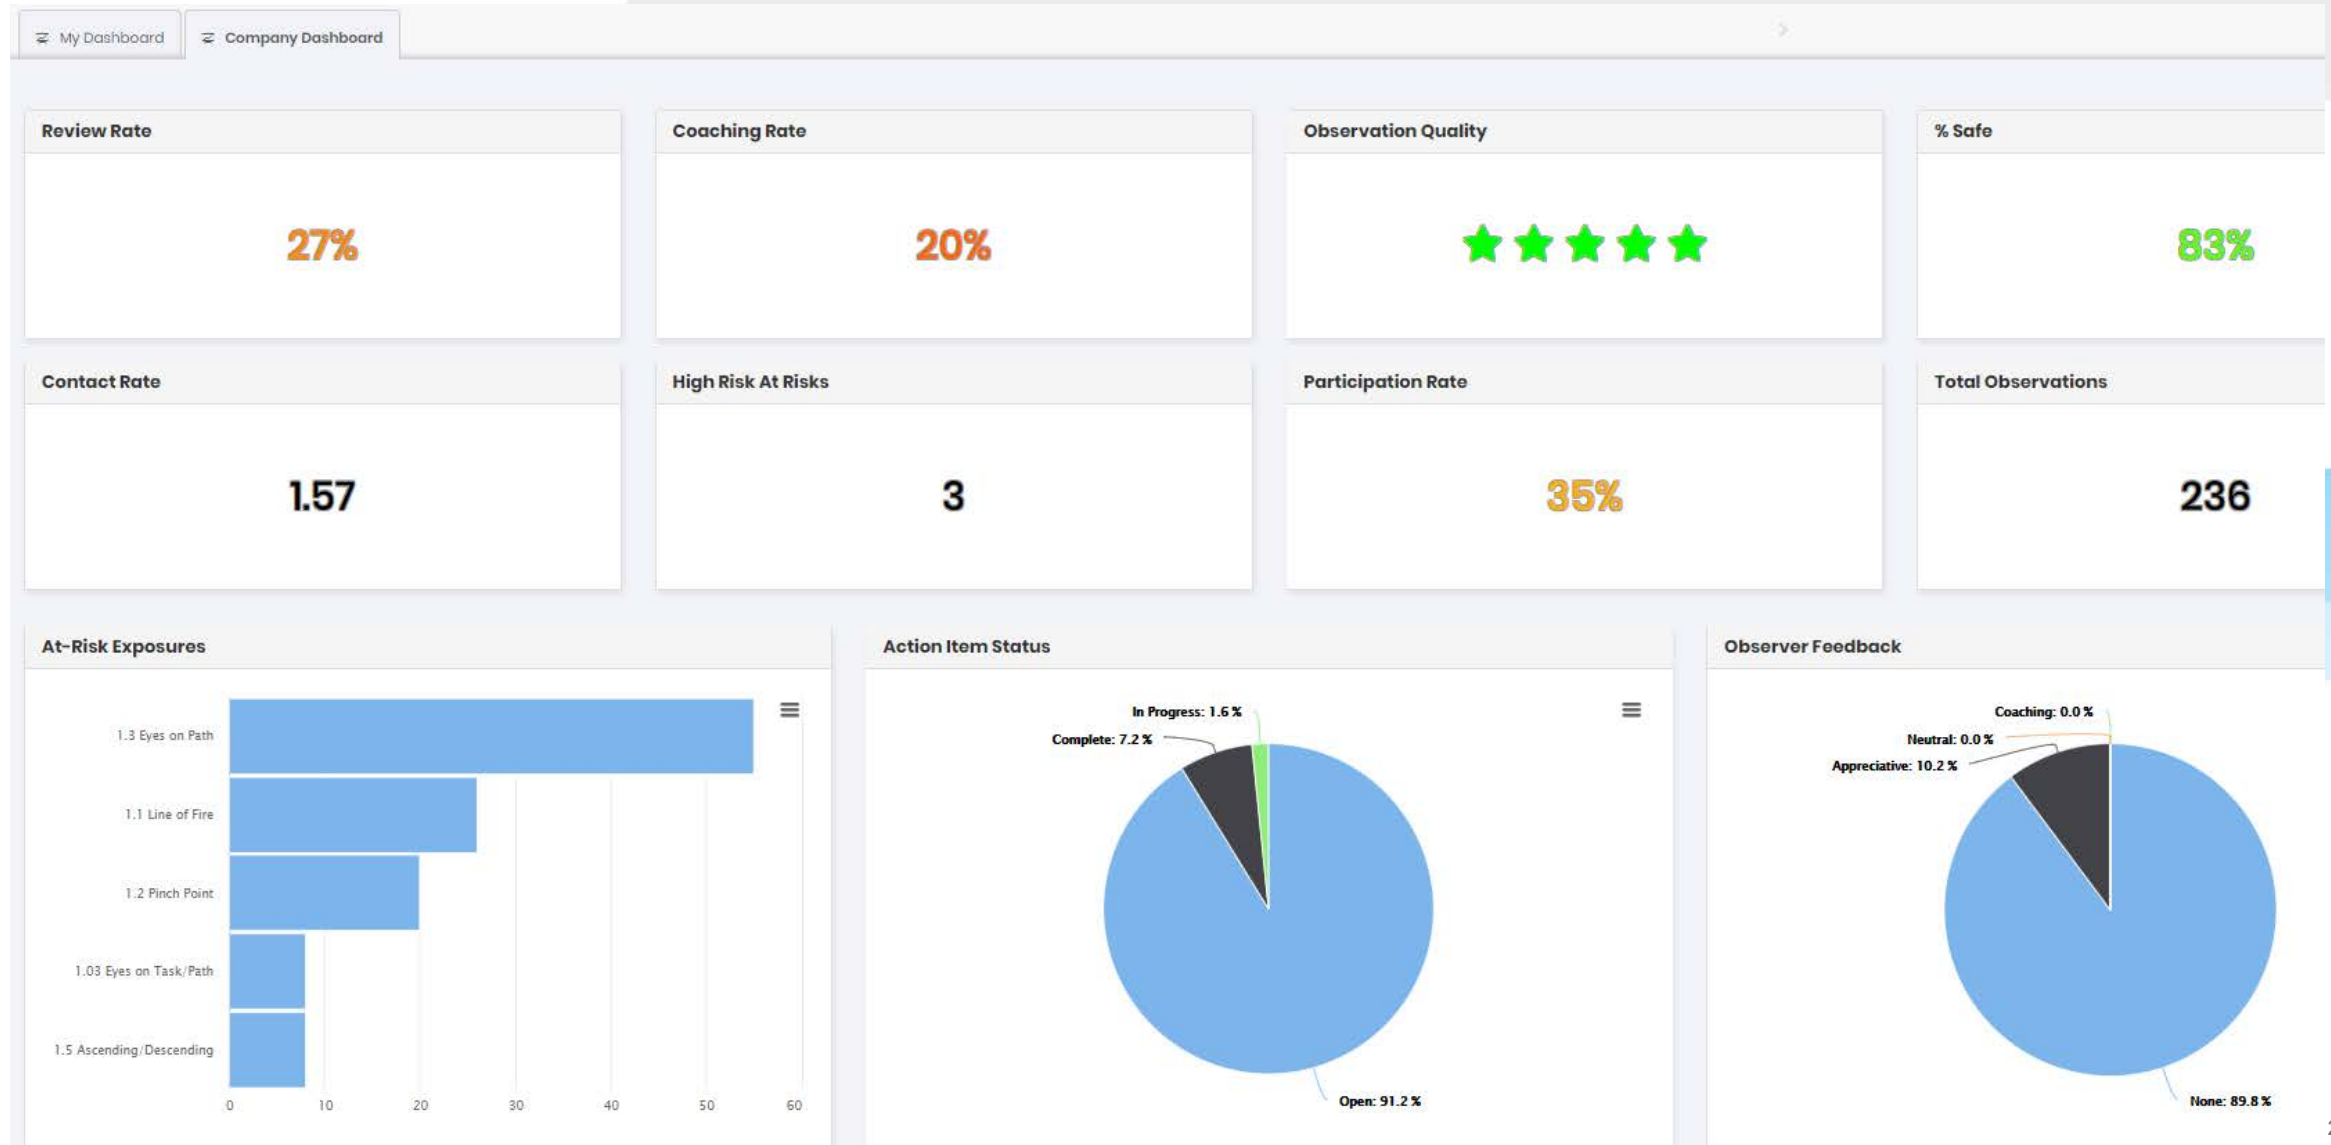 My Dashboard
Company Dashboard
Review Rate
Coaching Rate
Observation Quality
% Safe
27%
20%
83%
Contact Rate
High Risk At Risks
Participation Rate
Total Observations
1.57
3
35%
236
At-Risk Exposures
1.3 Eyes on Path
1.1 Line of Fire
1.2 Pinch Point
1.03 Eyes on Task/Path
1.5 Ascending/Descending
0 10 20 30 40 50 60
Action Item Status
In Progress: 1.6 %
Complete: 7.2 %
Open: 91.2 %
Observer Feedback
Coaching: 0.0 %
Neutral: 0.0 %
Appreciative: 10.2 %
None: 89.8 %